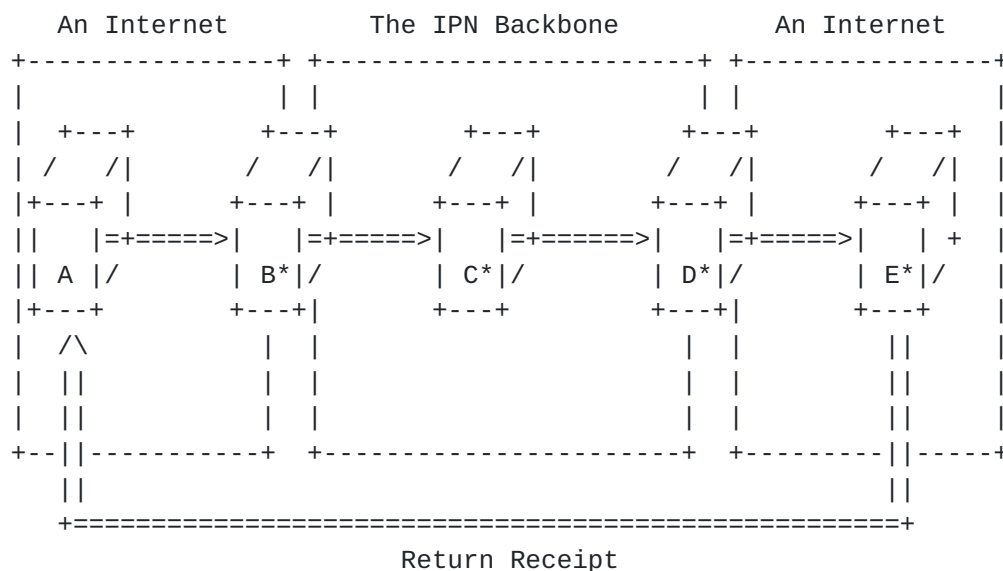 An Internet The IPN Backbone An Internet
A B* C* D* E*
Return Receipt